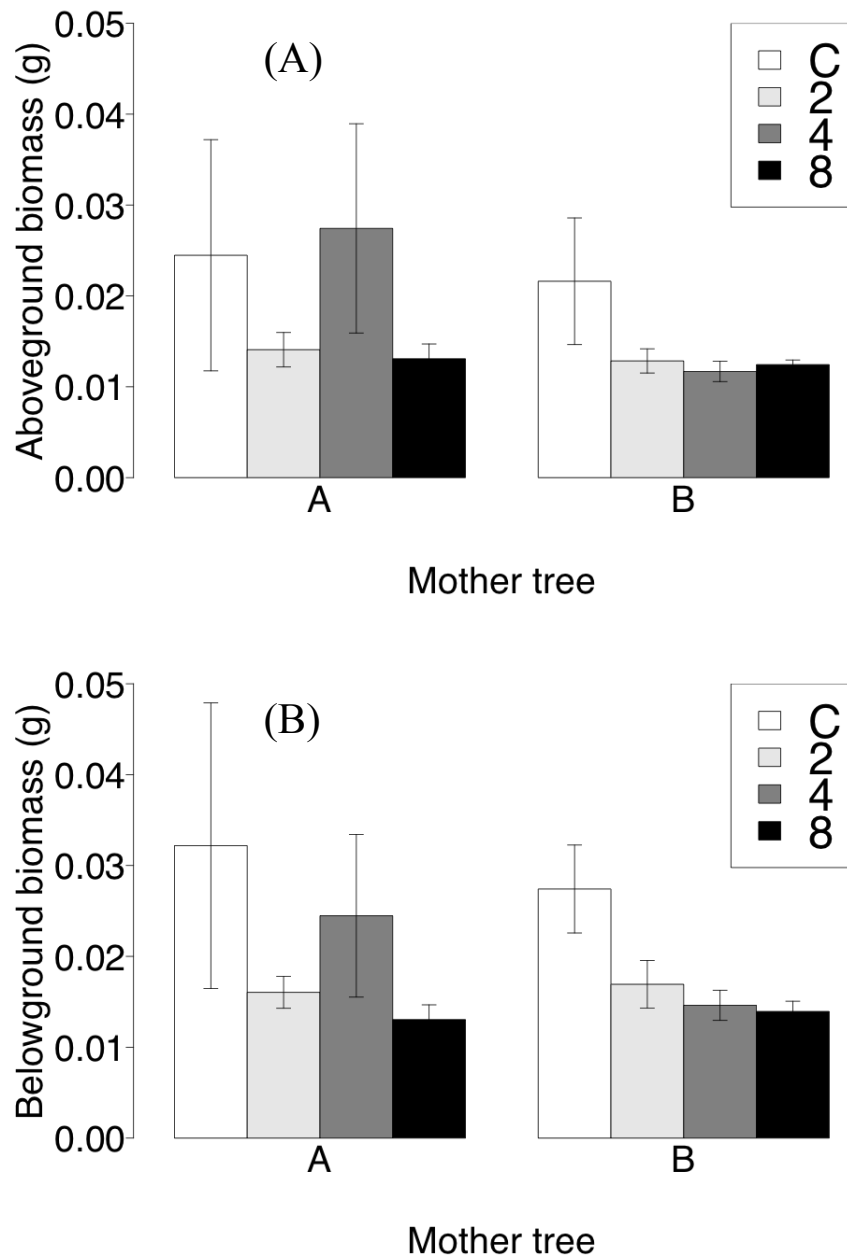 (A)
Aboveground biomass (g)
0.05
0.04
0.03
0.02
0.01
0.00
C
2
4
8
A
B
Mother tree
(B)
Belowground biomass (g)
0.05
0.04
0.03
0.02
0.01
0.00
C
2
4
8
A
B
Mother tree